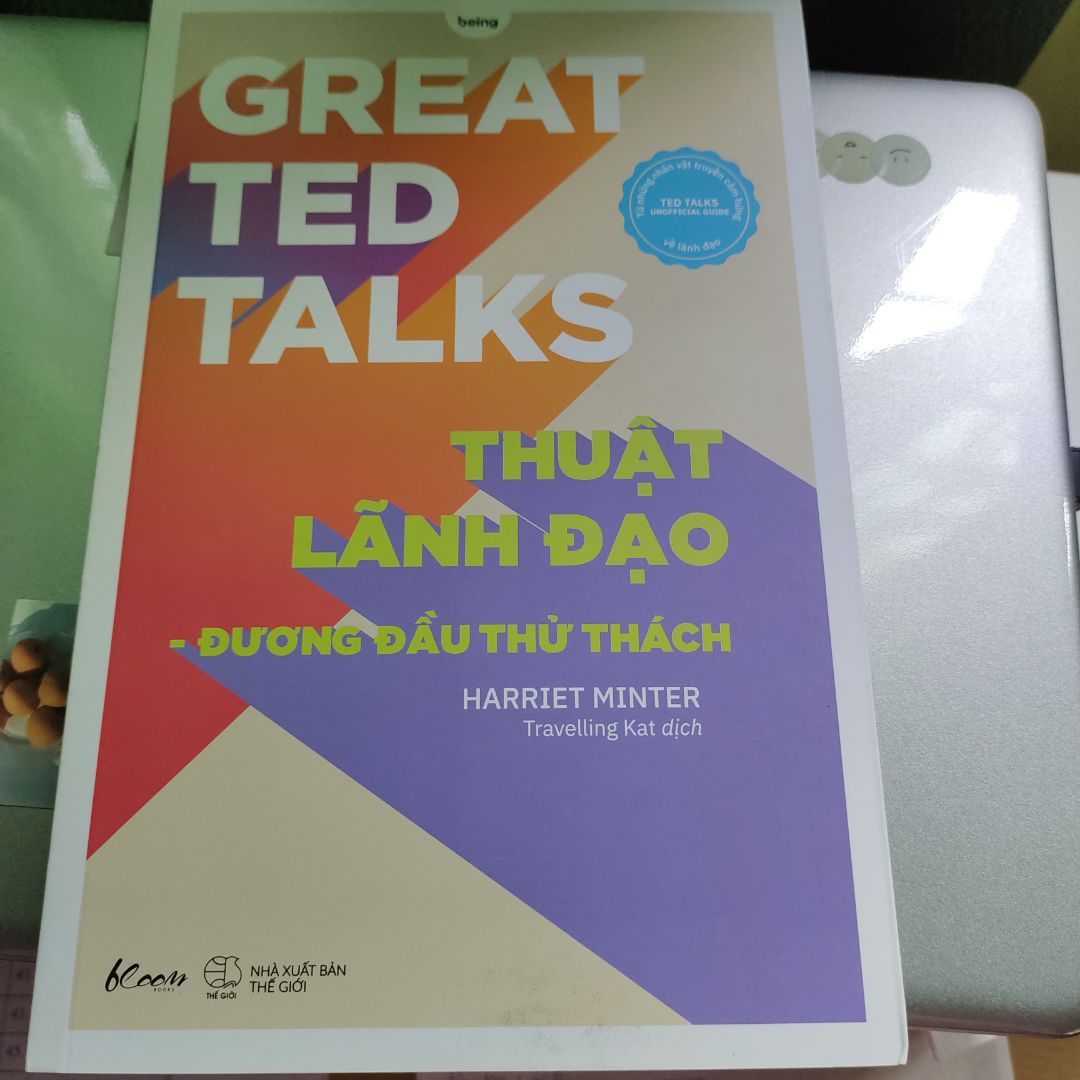 being
GREAT
TED
TALKS
Từ những nhân vật truyền cảm hứng
TED TALKS
UNOFFICIAL GUIDE
về lãnh đạo
THUẬT
LÃNH ĐẠO
- ĐƯƠNG ĐẦU THỬ THÁCH
HARRIET MINTER
Travelling Kat dịch
bloom
BOOKS
THẾ GIỚI
NHÀ XUẤT BẢN
THẾ GIỚI